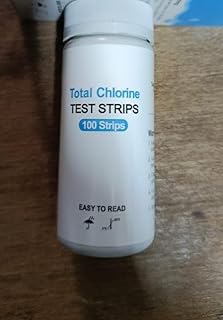 Total Chlorine
TEST STRIPS
100 Strips
EASY TO READ